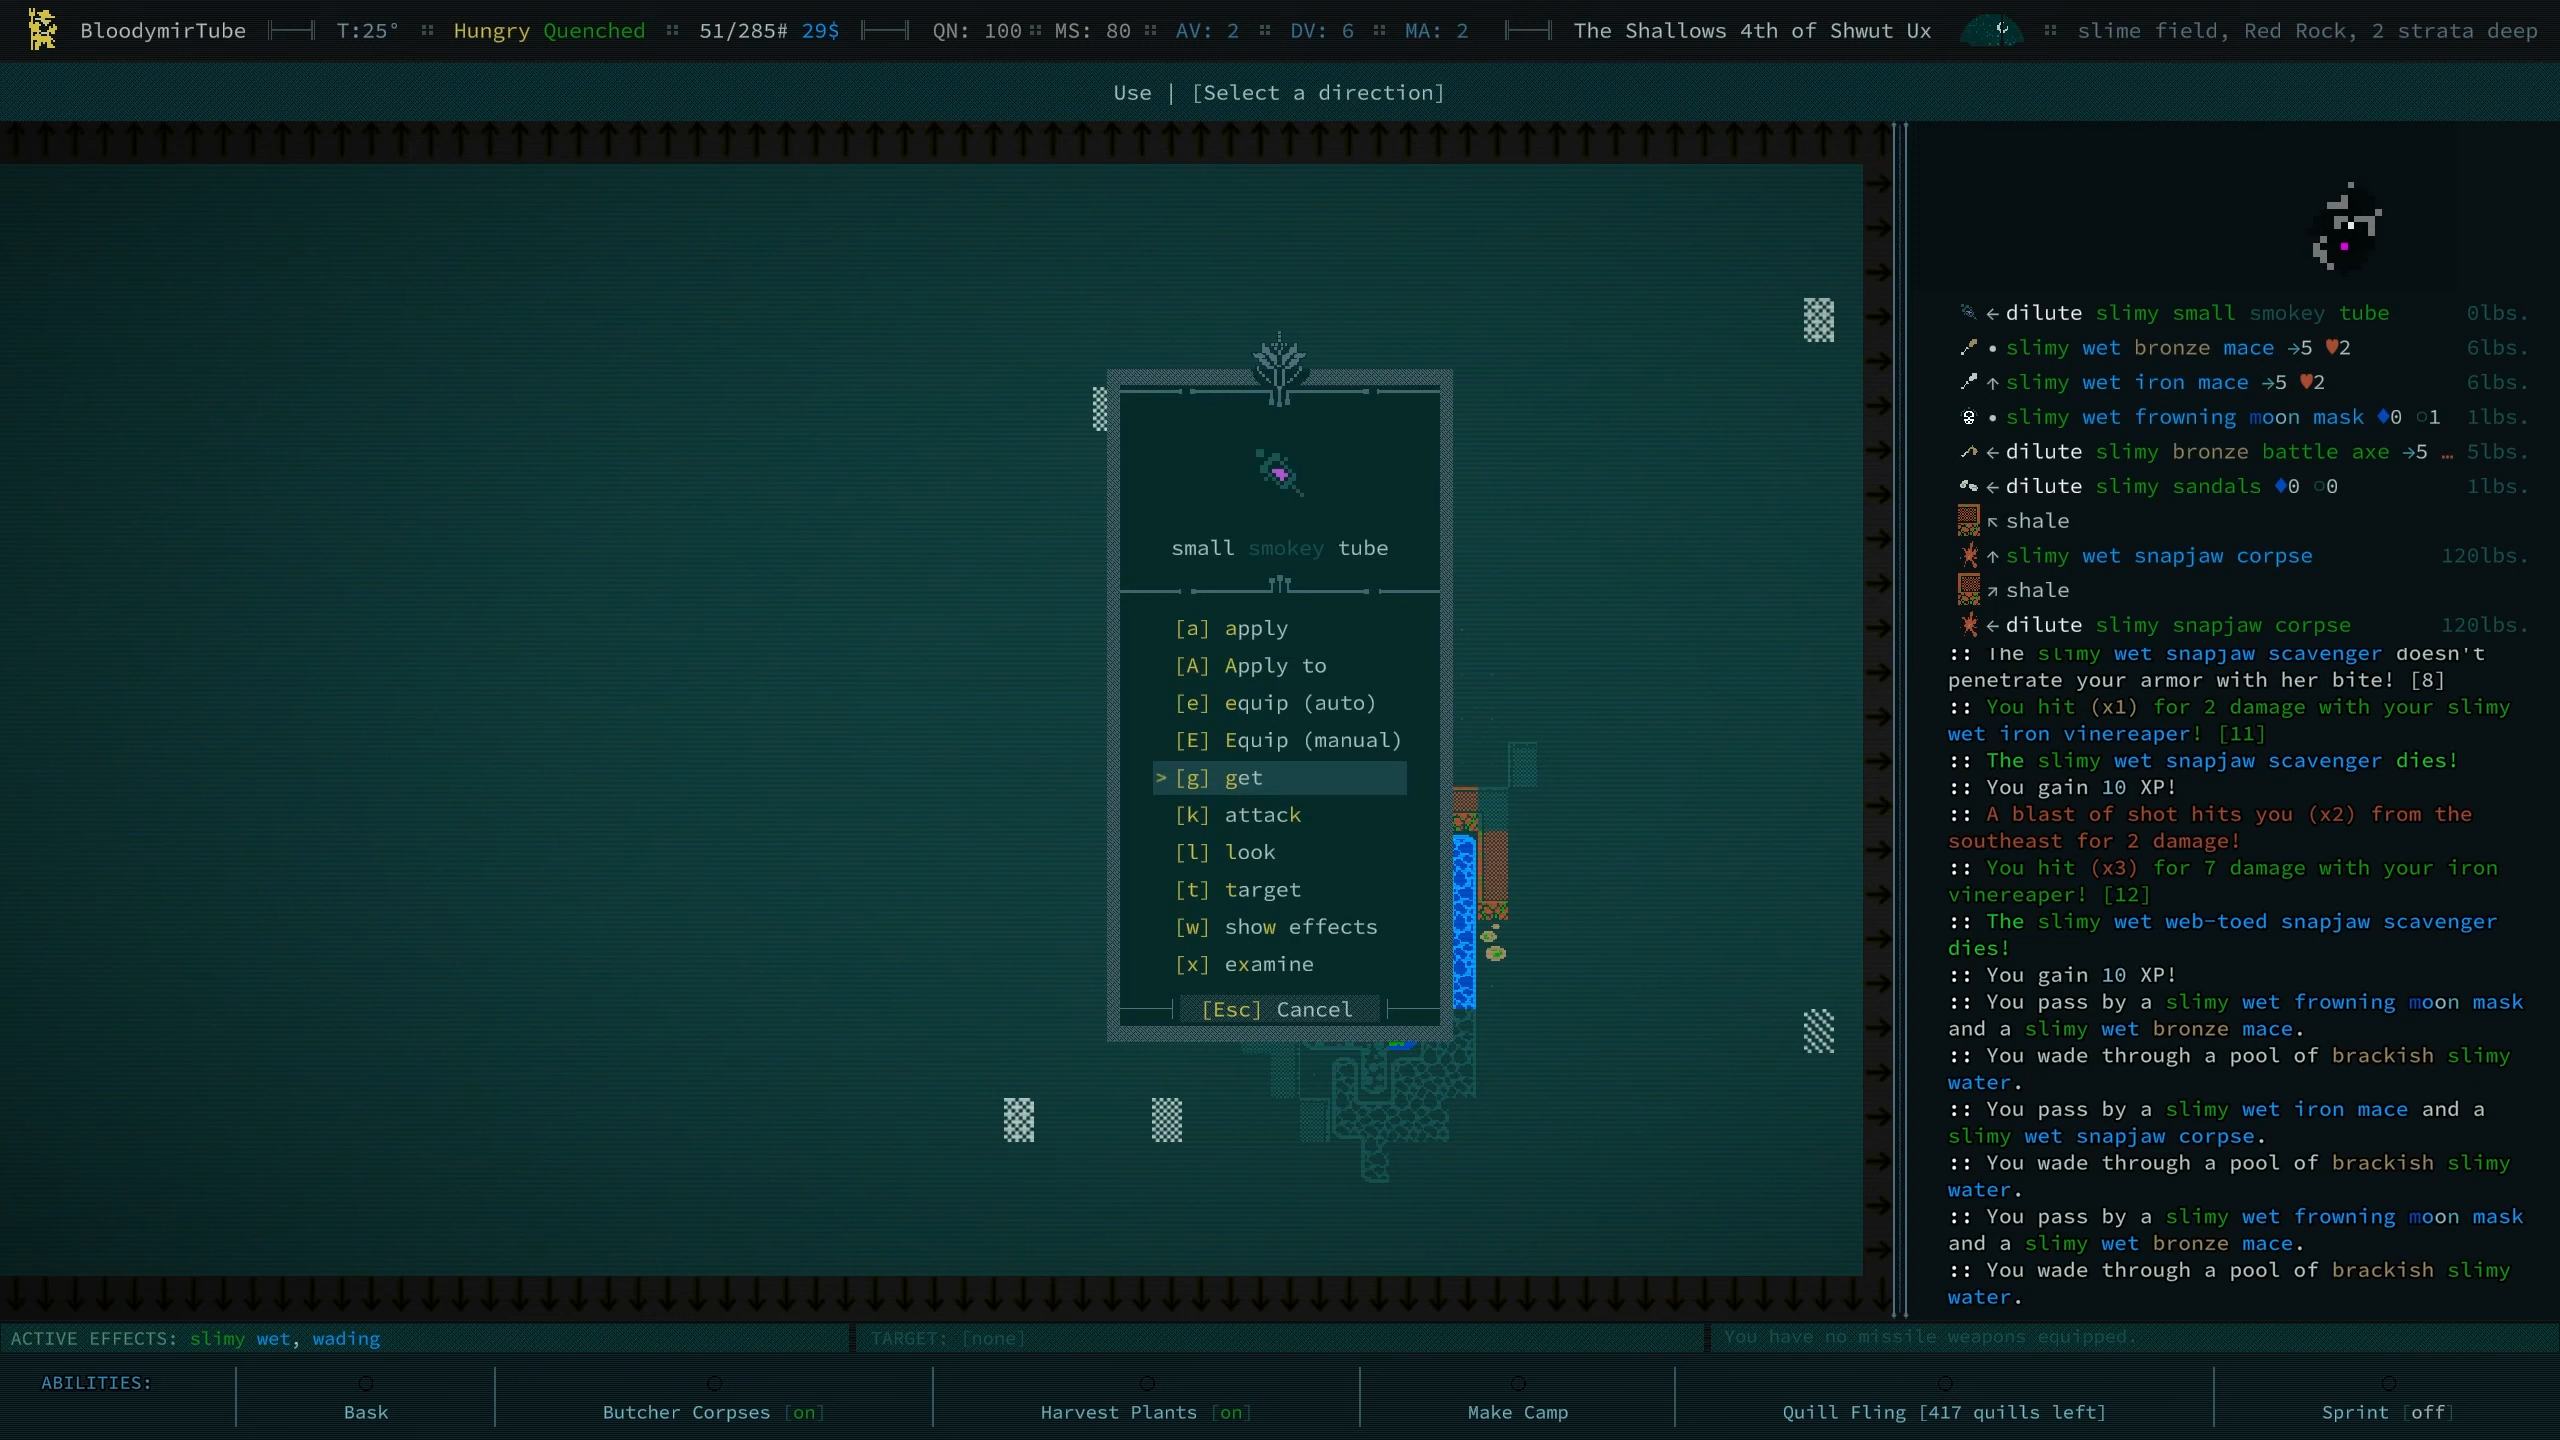 BloodymirTube T:25° :: Hungry Quenched :: 51/285# 29$ QN: 100 :: MS: 80 :: AV: 2 :: DV: 6 :: MA: 2 The Shallows 4th of Shwut Ux :: slime field, Red Rock, 2 strata deep
Use | [Select a direction]
small smokey tube
[a] apply
[A] Apply to
[e] equip (auto)
[E] Equip (manual)
> [g] get
[k] attack
[l] look
[t] target
[w] show effects
[x] examine
[Esc] Cancel
← dilute slimy small smokey tube 0lbs.
• slimy wet bronze mace →5 ♥2 6lbs.
↑ slimy wet iron mace →5 ♥2 6lbs.
• slimy wet frowning moon mask ♦0 ○1 1lbs.
← dilute slimy bronze battle axe →5 … 5lbs.
← dilute slimy sandals ♦0 ○0 1lbs.
↖ shale
↑ slimy wet snapjaw corpse 120lbs.
↗ shale
← dilute slimy snapjaw corpse 120lbs.
:: The slimy wet snapjaw scavenger doesn't
penetrate your armor with her bite! [8]
:: You hit (x1) for 2 damage with your slimy
wet iron vinereaper! [11]
:: The slimy wet snapjaw scavenger dies!
:: You gain 10 XP!
:: A blast of shot hits you (x2) from the
southeast for 2 damage!
:: You hit (x3) for 7 damage with your iron
vinereaper! [12]
:: The slimy wet web-toed snapjaw scavenger
dies!
:: You gain 10 XP!
:: You pass by a slimy wet frowning moon mask
and a slimy wet bronze mace.
:: You wade through a pool of brackish slimy
water.
:: You pass by a slimy wet iron mace and a
slimy wet snapjaw corpse.
:: You wade through a pool of brackish slimy
water.
:: You pass by a slimy wet frowning moon mask
and a slimy wet bronze mace.
:: You wade through a pool of brackish slimy
water.
ACTIVE EFFECTS: slimy wet, wading TARGET: [none] You have no missile weapons equipped.
ABILITIES: Bask Butcher Corpses [on] Harvest Plants [on] Make Camp Quill Fling [417 quills left] Sprint [off]